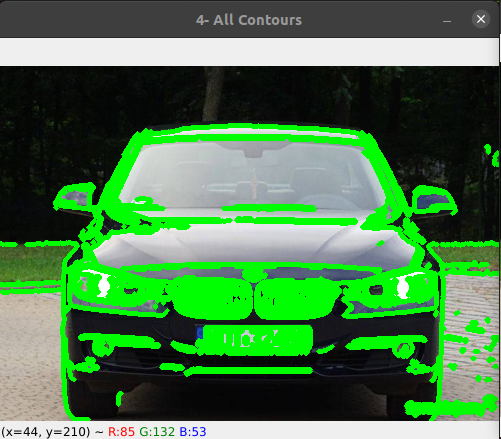 4- All Contours
(x=44, y=210) ~ R:85 G:132 B:53